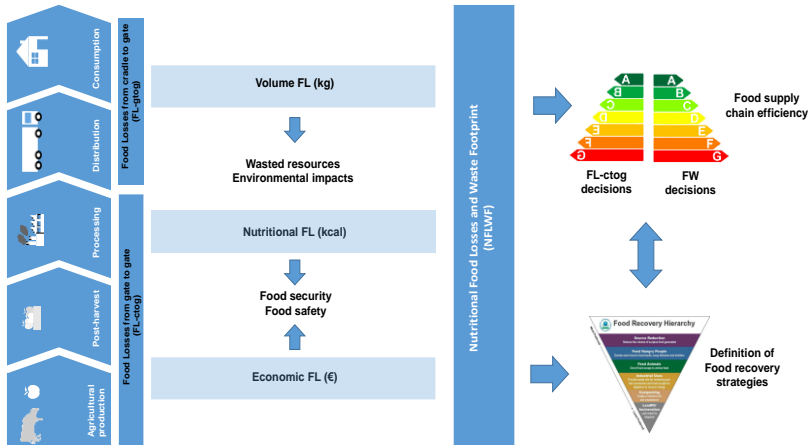 Consumption
Distribution
Processing
Post-harvest
Agricultural
production
Food Losses from cradle to gate
(FL-gtog)
Food Losses from gate to gate
(FL-ctog)
Volume FL (kg)
Wasted resources
Environmental impacts
Nutritional FL (kcal)
Food security
Food safety
Economic FL (€)
Nutritional Food Losses and Waste Footprint
(NFLWF)
A
B
C
D
E
F
G
A
B
C
D
E
F
G
FL-ctog
decisions
FW
decisions
Food supply
chain efficiency
Food Recovery Hierarchy
Source Reduction
Feed Hungry People
Feed Animals
Industrial Uses
Composting
Landfill/
Incineration
Definition of
Food recovery
strategies